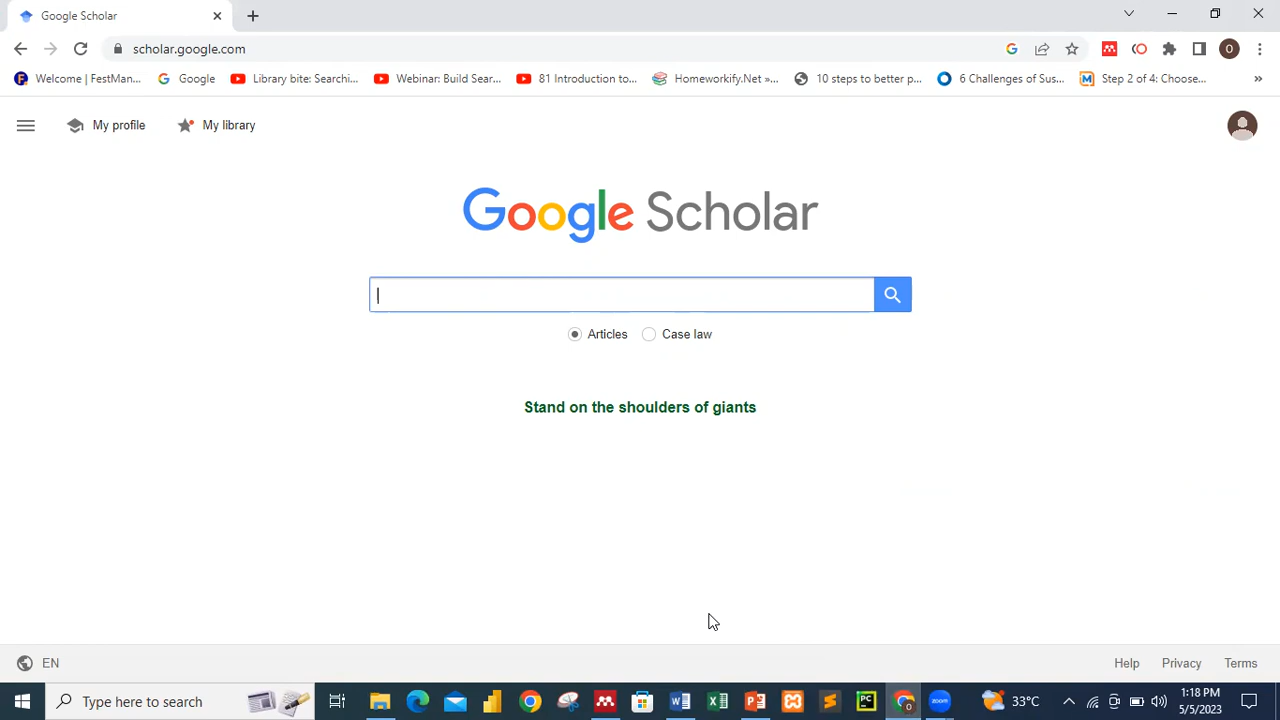 Google Scholar
scholar.google.com
O
Welcome | FestMan...
Google
Library bite: Searchi...
Webinar: Build Sear...
81 Introduction to...
Homeworkify.Net »...
10 steps to better p...
6 Challenges of Sus...
Step 2 of 4: Choose...
»
My profile
My library
Google Scholar
Articles
Case law
Stand on the shoulders of giants
EN
Help
Privacy
Terms
Type here to search
zoom
33°C
1:18 PM
5/5/2023